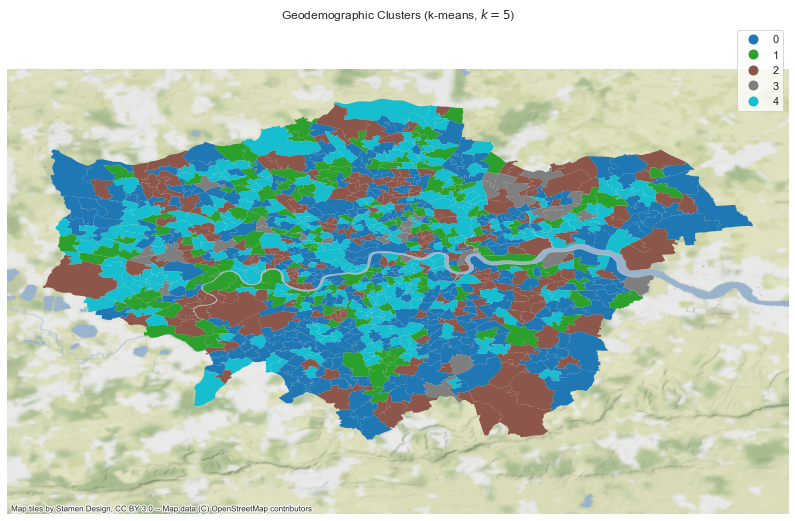 Geodemographic Clusters (k-means, k = 5)
0
1
2
3
4
Map tiles by Stamen Design, CC BY 3.0 -- Map data (C) OpenStreetMap contributors